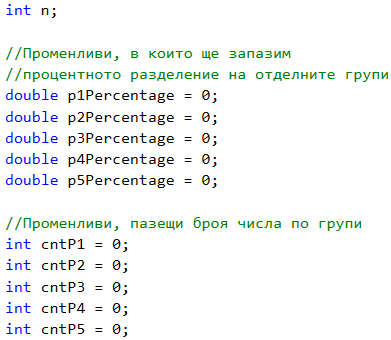 int n;
//Променливи, в които ще запазим
//процентното разделение на отделните групи
double p1Percentage = 0;
double p2Percentage = 0;
double p3Percentage = 0;
double p4Percentage = 0;
double p5Percentage = 0;
//Променливи, пазещи броя числа по групи
int cntP1 = 0;
int cntP2 = 0;
int cntP3 = 0;
int cntP4 = 0;
int cntP5 = 0;